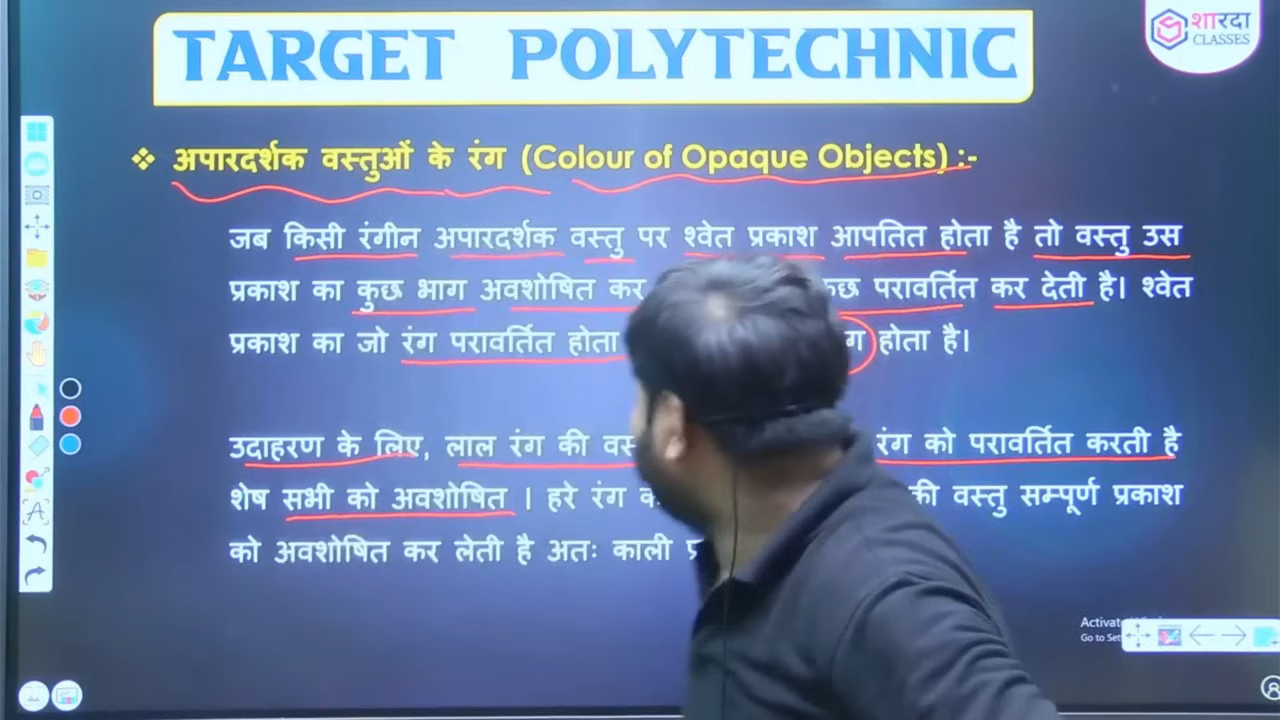 TARGET POLYTECHNIC
शारदा
CLASSES
❖ अपारदर्शक वस्तुओं के रंग (Colour of Opaque Objects) :-
जब किसी रंगीन अपारदर्शक वस्तु पर श्वेत प्रकाश आपतित होता है तो वस्तु उस
प्रकाश का कुछ भाग अवशोषित कर परावर्तित कर देती है। श्वेत
प्रकाश का जो रंग परावर्तित होता होता है।
उदाहरण के लिए, लाल रंग की रंग को परावर्तित करती है
शेष सभी को अवशोषित । हरे रंग की वस्तु सम्पूर्ण प्रकाश
को अवशोषित कर लेती है अतः काली
Go to